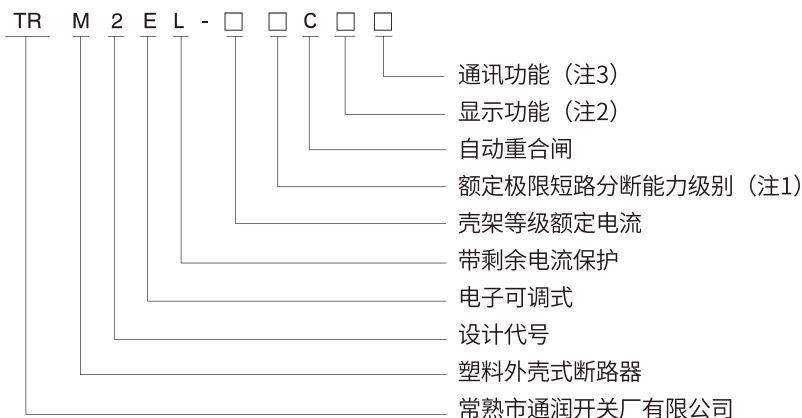 TR M 2 E L - □ □ C □ □
通讯功能（注3）
显示功能（注2）
自动重合闸
额定极限短路分断能力级别（注1）
壳架等级额定电流
带剩余电流保护
电子可调式
设计代号
塑料外壳式断路器
常熟市通润开关厂有限公司